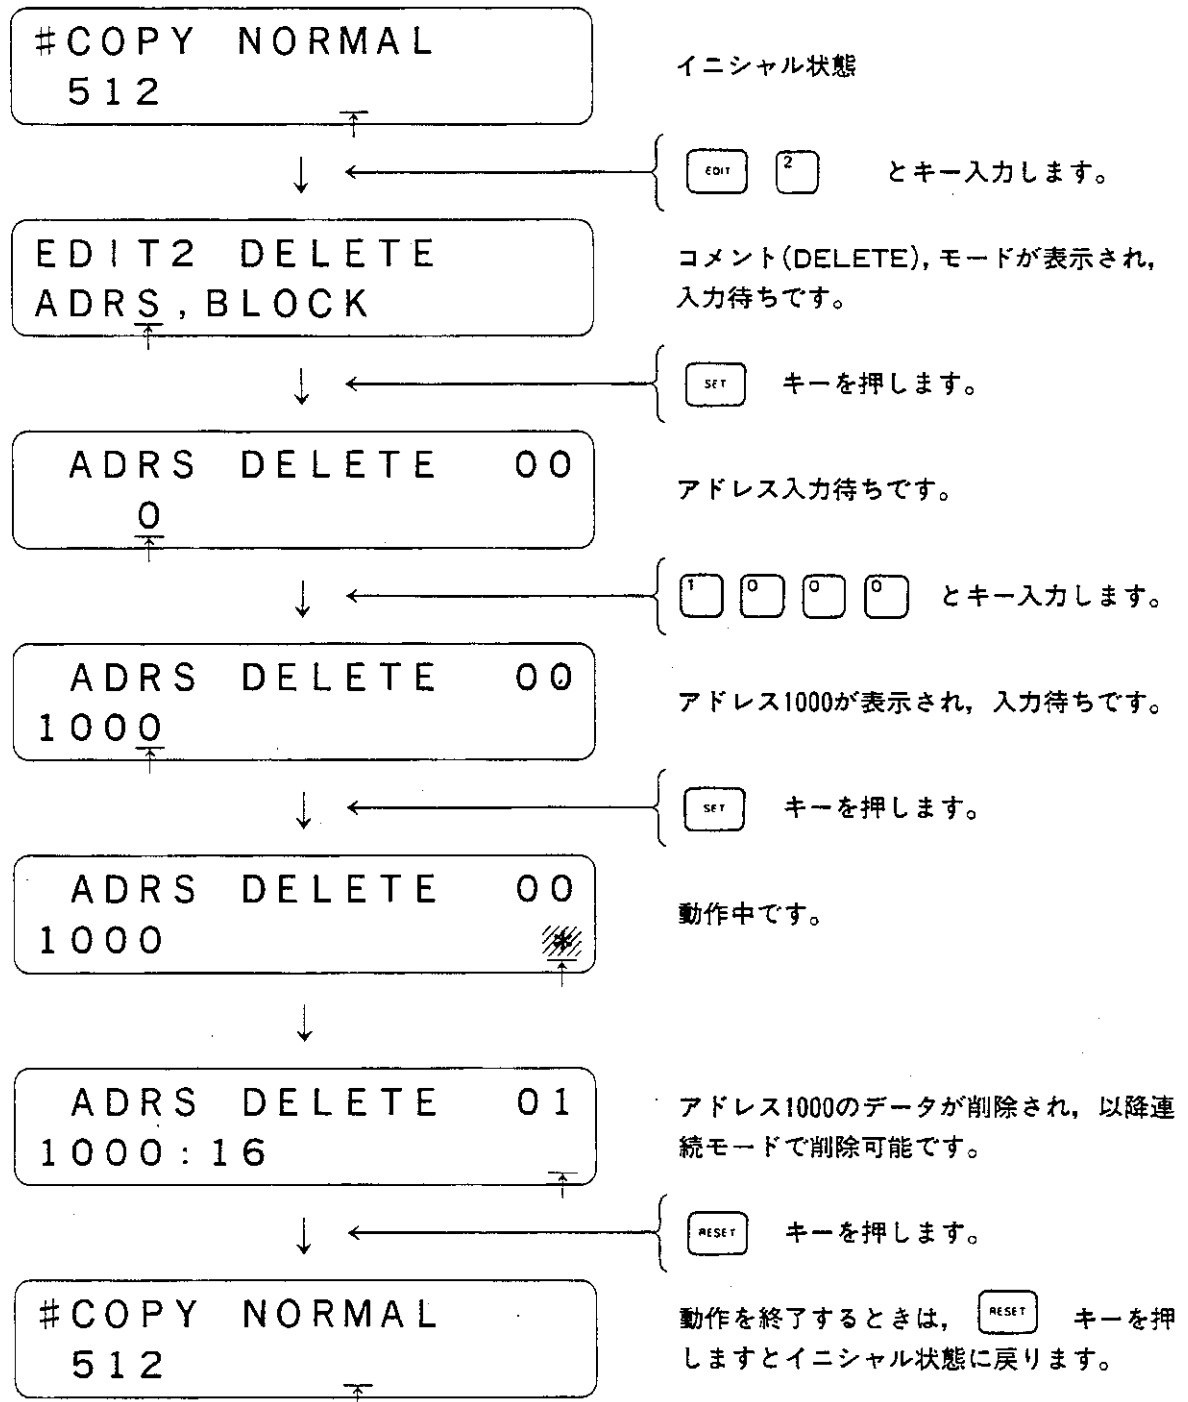 #COPY NORMAL
512
イニシャル状態
EDIT 2 とキー入力します。
EDIT2 DELETE
ADRS,BLOCK
コメント(DELETE),モードが表示され,
入力待ちです。
SET キーを押します。
ADRS DELETE 00
0
アドレス入力待ちです。
1 0 0 0 とキー入力します。
ADRS DELETE 00
1000
アドレス1000が表示され,入力待ちです。
SET キーを押します。
ADRS DELETE 00
1000 *
動作中です。
ADRS DELETE 01
1000:16
アドレス1000のデータが削除され,以降連
続モードで削除可能です。
RESET キーを押します。
#COPY NORMAL
512
動作を終了するときは, RESET キーを押
しますとイニシャル状態に戻ります。